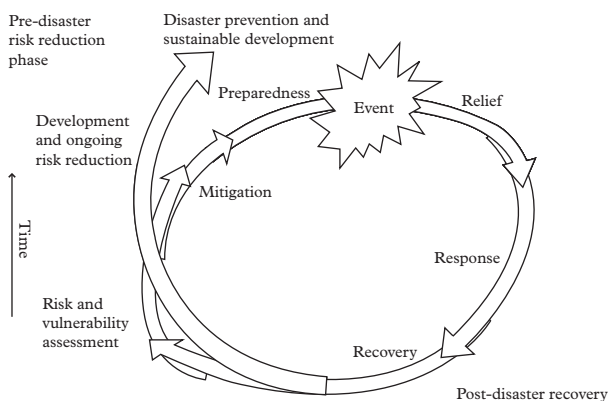 Pre-disaster
risk reduction
phase
Disaster prevention and
sustainable development
Preparedness
Event
Relief
Development
and ongoing
risk reduction
Mitigation
Time
Response
Risk and
vulnerability
assessment
Recovery
Post-disaster recovery